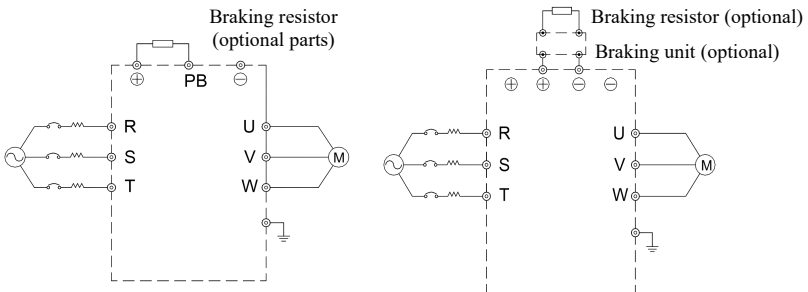 Braking resistor
(optional parts)
⊕ PB ⊖
R U
S V M
T W
Braking resistor (optional)
Braking unit (optional)
⊕ ⊕ ⊖ ⊖
R U
S V M
T W